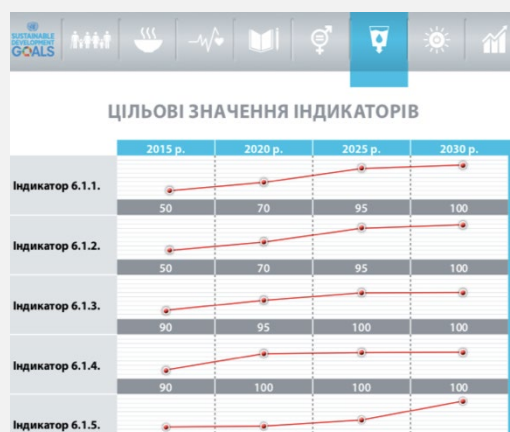 SUSTAINABLE
DEVELOPMENT
GOALS
ЦІЛЬОВІ ЗНАЧЕННЯ ІНДИКАТОРІВ
2015 р. 2020 р. 2025 р. 2030 р.
Індикатор 6.1.1.
50 70 95 100
Індикатор 6.1.2.
50 70 95 100
Індикатор 6.1.3.
90 95 100 100
Індикатор 6.1.4.
90 100 100 100
Індикатор 6.1.5.